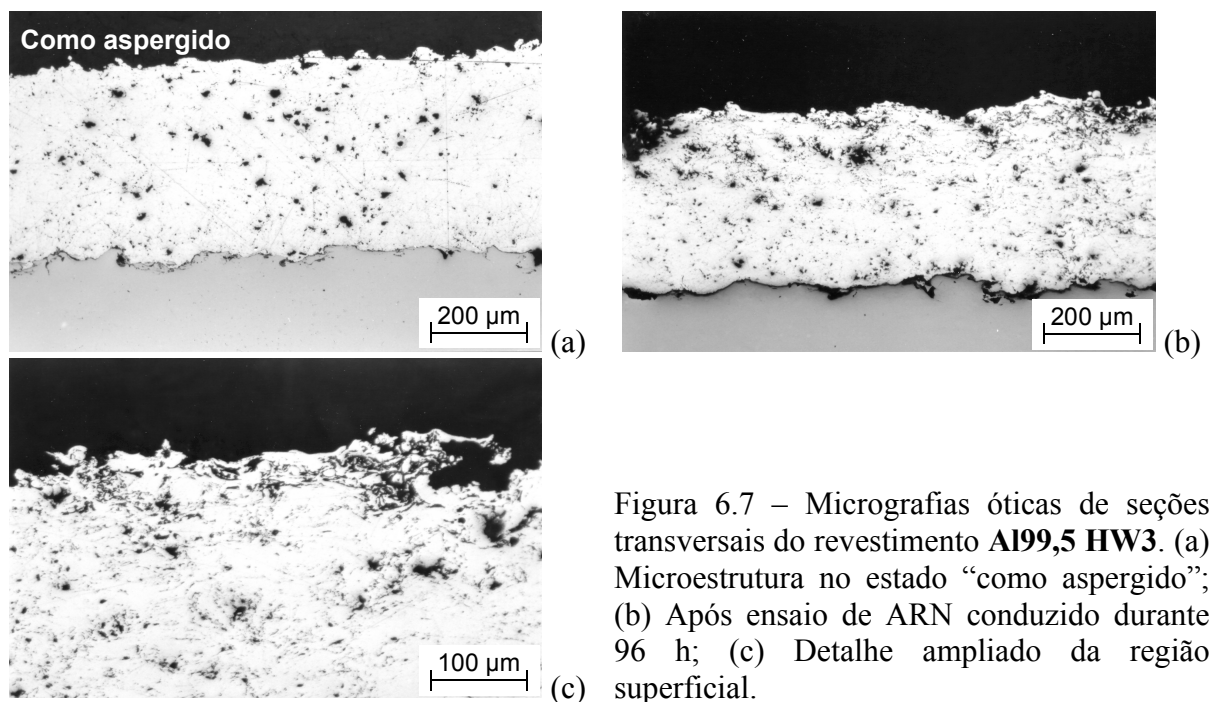 Como aspergido
200 µm
(a)
200 µm
(b)
100 µm
(c)
Figura 6.7 – Micrografias óticas de seções
transversais do revestimento Al99,5 HW3. (a)
Microestrutura no estado “como aspergido”;
(b) Após ensaio de ARN conduzido durante
96 h; (c) Detalhe ampliado da região
superficial.